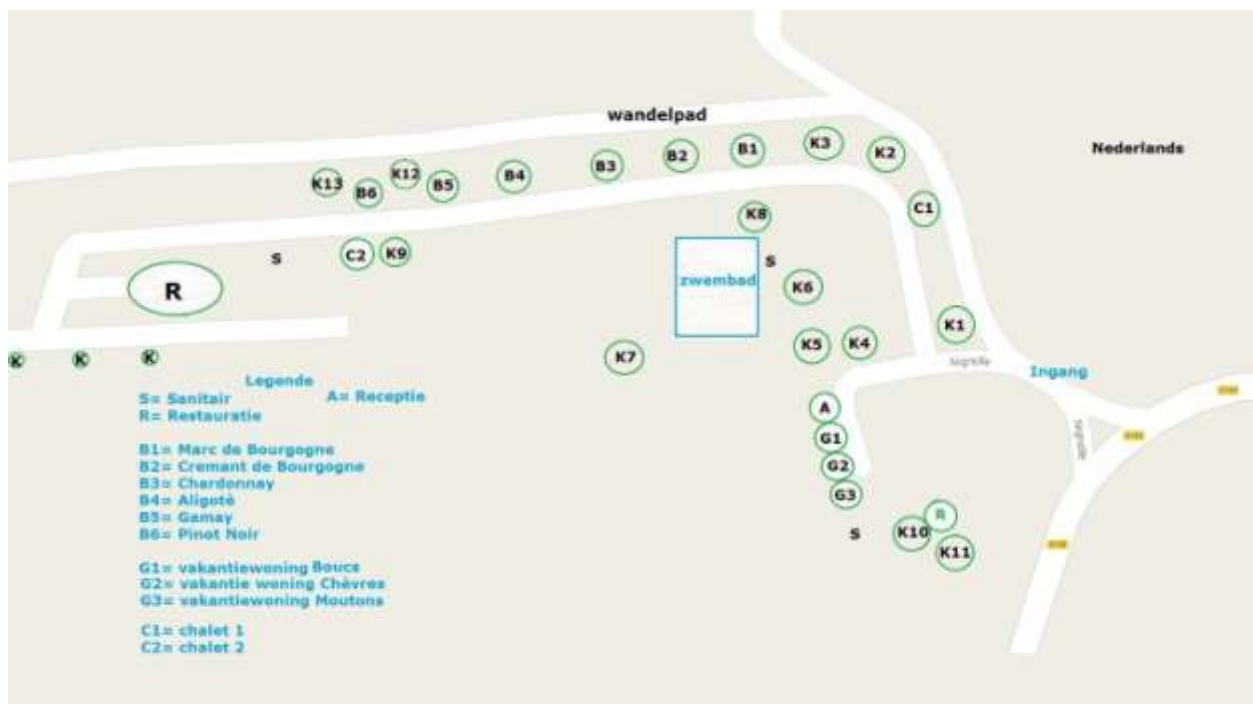 wandelpad
Nederlands
K13
B6
K12
B5
B4
B3
B2
B1
K3
K2
C1
K8
S
C2
K9
S
R
zwembad
K6
K1
K
K
K
K7
K5
K4
Ingang
A
G1
G2
G3
S
K10
R
K11
Legende
S= Sanitair
A= Receptie
R= Restauratie
B1= Marc de Bourgogne
B2= Cremant de Bourgogne
B3= Chardonnay
B4= Aligotè
B5= Gamay
B6= Pinot Noir
G1= vakantiewoning Boucs
G2= vakantie woning Chèvres
G3= vakantiewoning Moutons
C1= chalet 1
C2= chalet 2